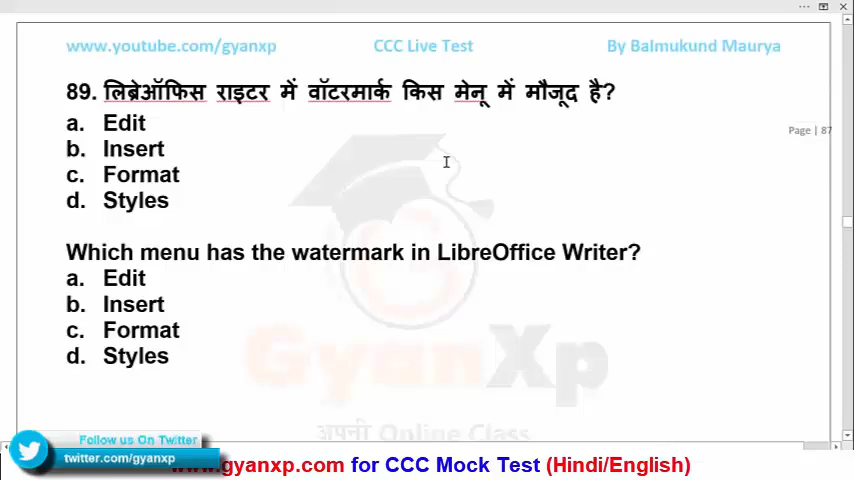 www.youtube.com/gyanxp CCC Live Test By Balmukund Maurya
89. लिब्रेऑफिस राइटर में वॉटरमार्क किस मेनू में मौजूद है?
a. Edit
Page | 87
b. Insert
c. Format
d. Styles
Which menu has the watermark in LibreOffice Writer?
a. Edit
b. Insert
c. Format
d. Styles
GyanXp
अपनी Online Class
Follow us On Twitter
twitter.com/gyanxp
www.gyanxp.com for CCC Mock Test (Hindi/English)